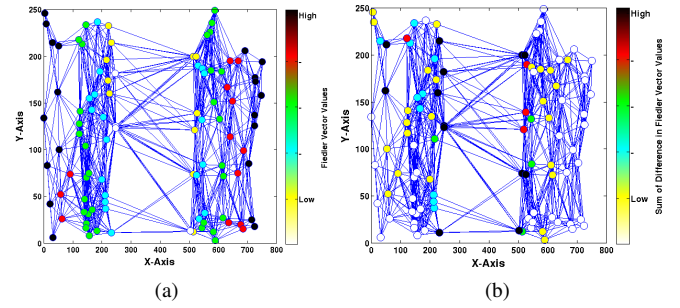 250
200
150
100
50
0
Y-Axis
0 100 200 300 400 500 600 700 800
X-Axis
High
Low
Fiedler Vector Values
(a)
250
200
150
100
50
0
Y-Axis
0 100 200 300 400 500 600 700 800
X-Axis
High
Low
Sum of Difference in Fiedler Vector Values
(b)